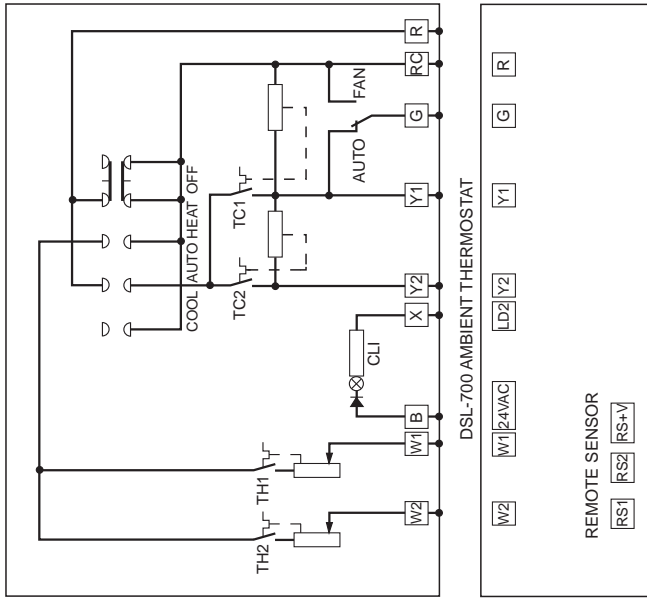 COOL AUTO HEAT OFF
TC2 TC1
TH2 TH1
AUTO FAN
CLI
W2 W1 B X Y2 Y1 G RC R
DSL-700 AMBIENT THERMOSTAT
W2 W1 24VAC LD2 Y2 Y1 G R
REMOTE SENSOR
RS1 RS2 RS+V